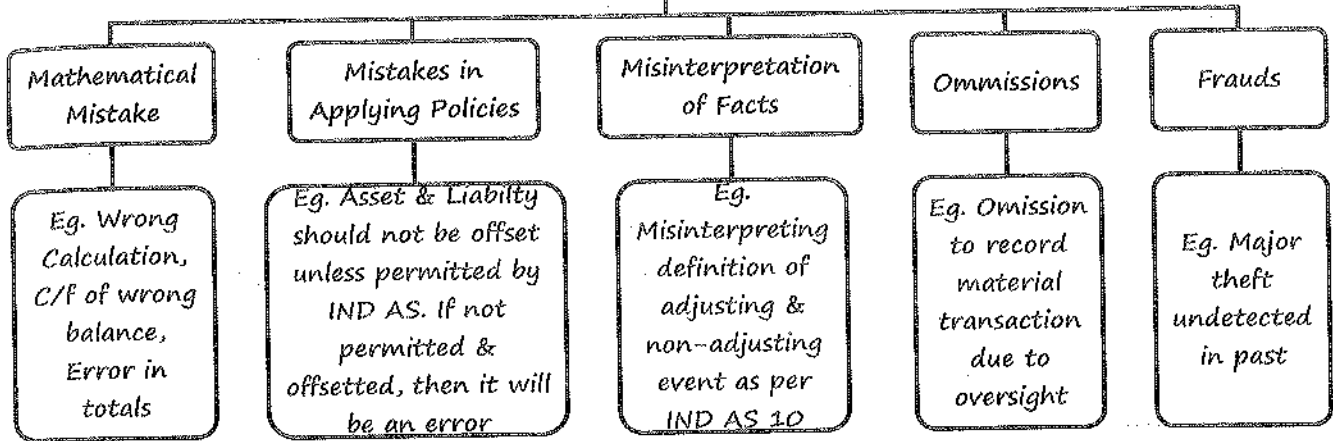 Mathematical
Mistake
Mistakes in
Applying Policies
Misinterpretation
of Facts
Ommissions
Frauds
Eg. Wrong
Calculation,
C/f of wrong
balance,
Error in
totals
Eg. Asset & Liabilty
should not be offset
unless permitted by
IND AS. If not
permitted &
offsetted, then it will
be an error
Eg.
Misinterpreting
definition of
adjusting &
non-adjusting
event as per
IND AS 10
Eg. Omission
to record
material
transaction
due to
oversight
Eg. Major
theft
undetected
in past